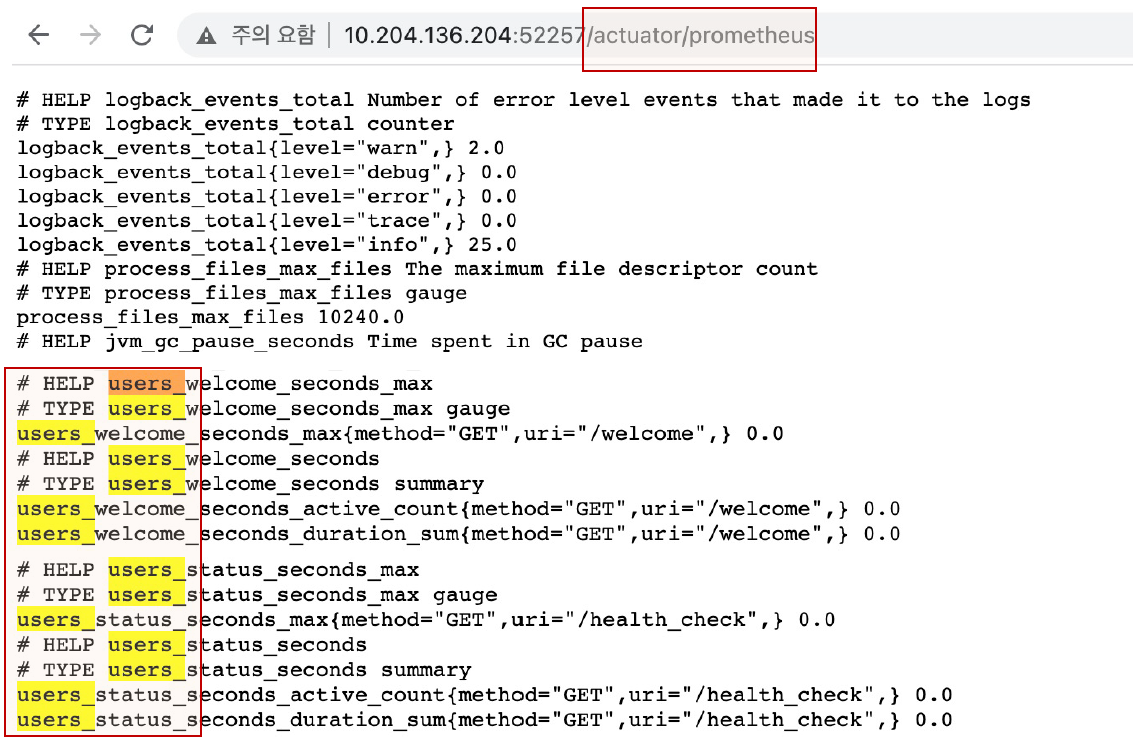 주의 요함 | 10.204.136.204:52257/actuator/prometheus
# HELP logback_events_total Number of error level events that made it to the logs
# TYPE logback_events_total counter
logback_events_total{level="warn",} 2.0
logback_events_total{level="debug",} 0.0
logback_events_total{level="error",} 0.0
logback_events_total{level="trace",} 0.0
logback_events_total{level="info",} 25.0
# HELP process_files_max_files The maximum file descriptor count
# TYPE process_files_max_files gauge
process_files_max_files 10240.0
# HELP jvm_gc_pause_seconds Time spent in GC pause
# HELP users_welcome_seconds_max
# TYPE users_welcome_seconds_max gauge
users_welcome_seconds_max{method="GET",uri="/welcome",} 0.0
# HELP users_welcome_seconds
# TYPE users_welcome_seconds summary
users_welcome_seconds_active_count{method="GET",uri="/welcome",} 0.0
users_welcome_seconds_duration_sum{method="GET",uri="/welcome",} 0.0
# HELP users_status_seconds_max
# TYPE users_status_seconds_max gauge
users_status_seconds_max{method="GET",uri="/health_check",} 0.0
# HELP users_status_seconds
# TYPE users_status_seconds summary
users_status_seconds_active_count{method="GET",uri="/health_check",} 0.0
users_status_seconds_duration_sum{method="GET",uri="/health_check",} 0.0